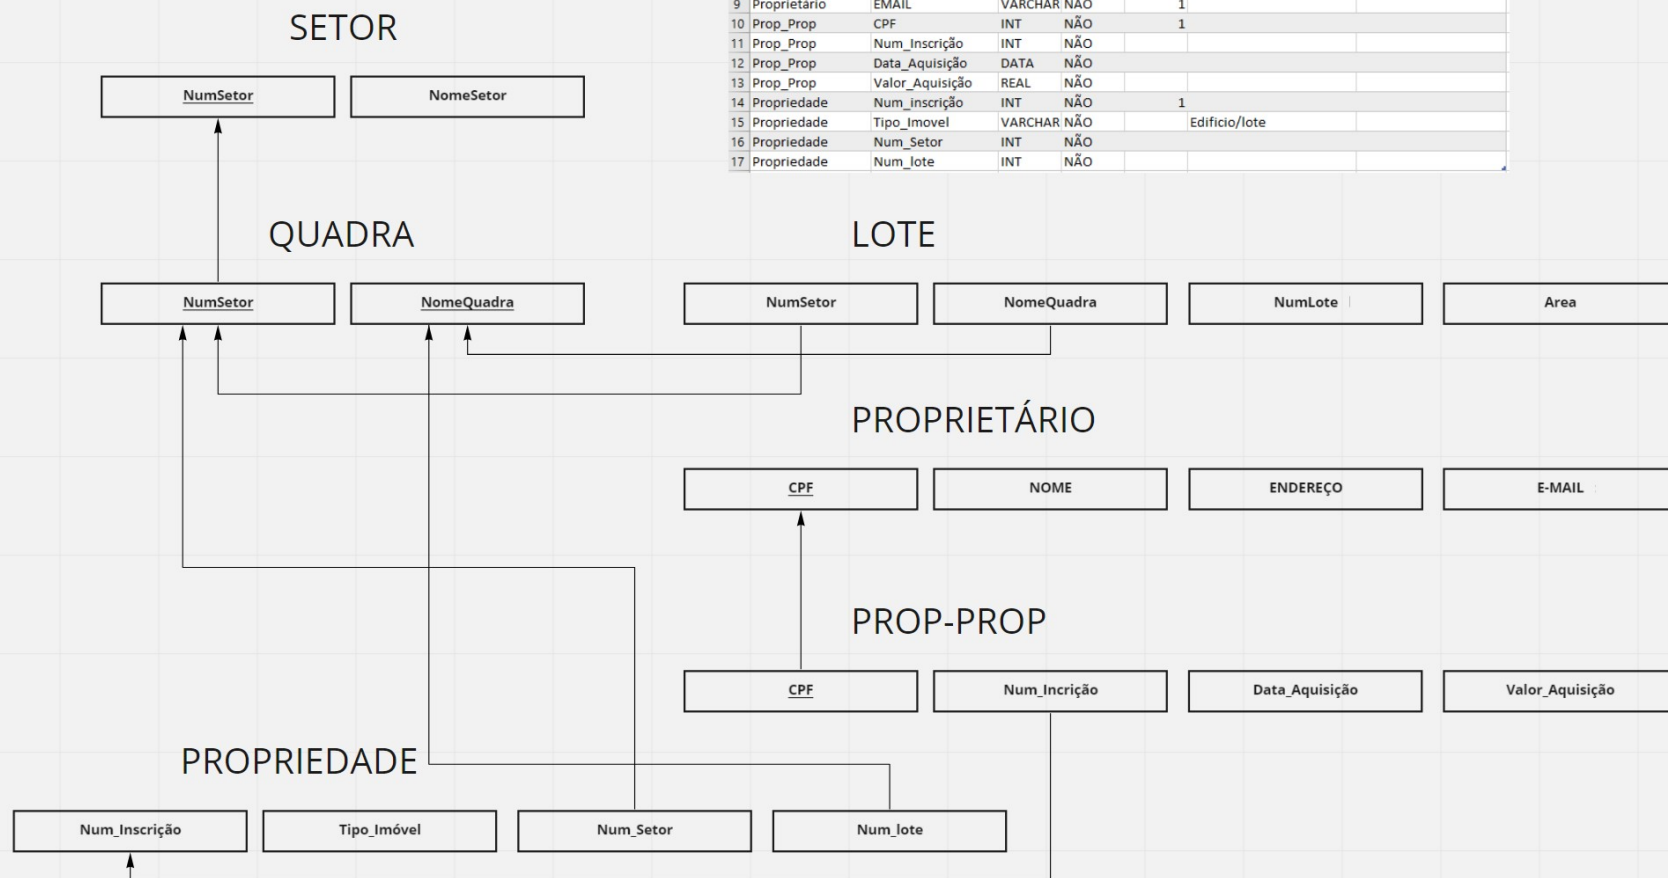 SETOR
NumSetor NomeSetor
9 Proprietário EMAIL VARCHAR NÃO 1
10 Prop_Prop CPF INT NÃO 1
11 Prop_Prop Num_Inscrição INT NÃO
12 Prop_Prop Data_Aquisição DATA NÃO
13 Prop_Prop Valor_Aquisição REAL NÃO
14 Propriedade Num_inscrição INT NÃO 1
15 Propriedade Tipo_Imovel VARCHAR NÃO Edificio/lote
16 Propriedade Num_Setor INT NÃO
17 Propriedade Num_lote INT NÃO
QUADRA
NumSetor NomeQuadra
LOTE
NumSetor NomeQuadra NumLote Area
PROPRIETÁRIO
CPF NOME ENDEREÇO E-MAIL
PROP-PROP
CPF Num_Incrição Data_Aquisição Valor_Aquisição
PROPRIEDADE
Num_Inscrição Tipo_Imóvel Num_Setor Num_lote